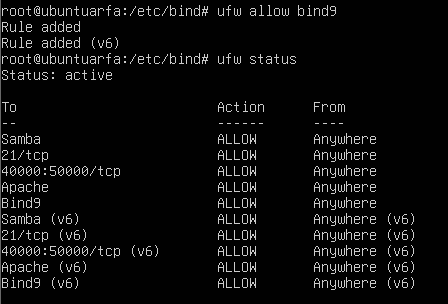 root@ubuntuarfa:/etc/bind# ufw allow bind9
Rule added
Rule added (v6)
root@ubuntuarfa:/etc/bind# ufw status
Status: active
To Action From
-- ------ ----
Samba ALLOW Anywhere
21/tcp ALLOW Anywhere
40000:50000/tcp ALLOW Anywhere
Apache ALLOW Anywhere
Bind9 ALLOW Anywhere
Samba (v6) ALLOW Anywhere (v6)
21/tcp (v6) ALLOW Anywhere (v6)
40000:50000/tcp (v6) ALLOW Anywhere (v6)
Apache (v6) ALLOW Anywhere (v6)
Bind9 (v6) ALLOW Anywhere (v6)